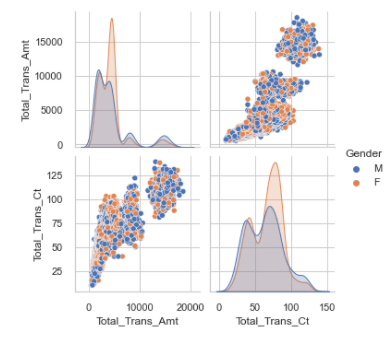 Total_Trans_Amt
15000
10000
5000
0
Total_Trans_Ct
125
100
75
50
25
0 10000 20000
Total_Trans_Amt
0 50 100 150
Total_Trans_Ct
Gender
M
F